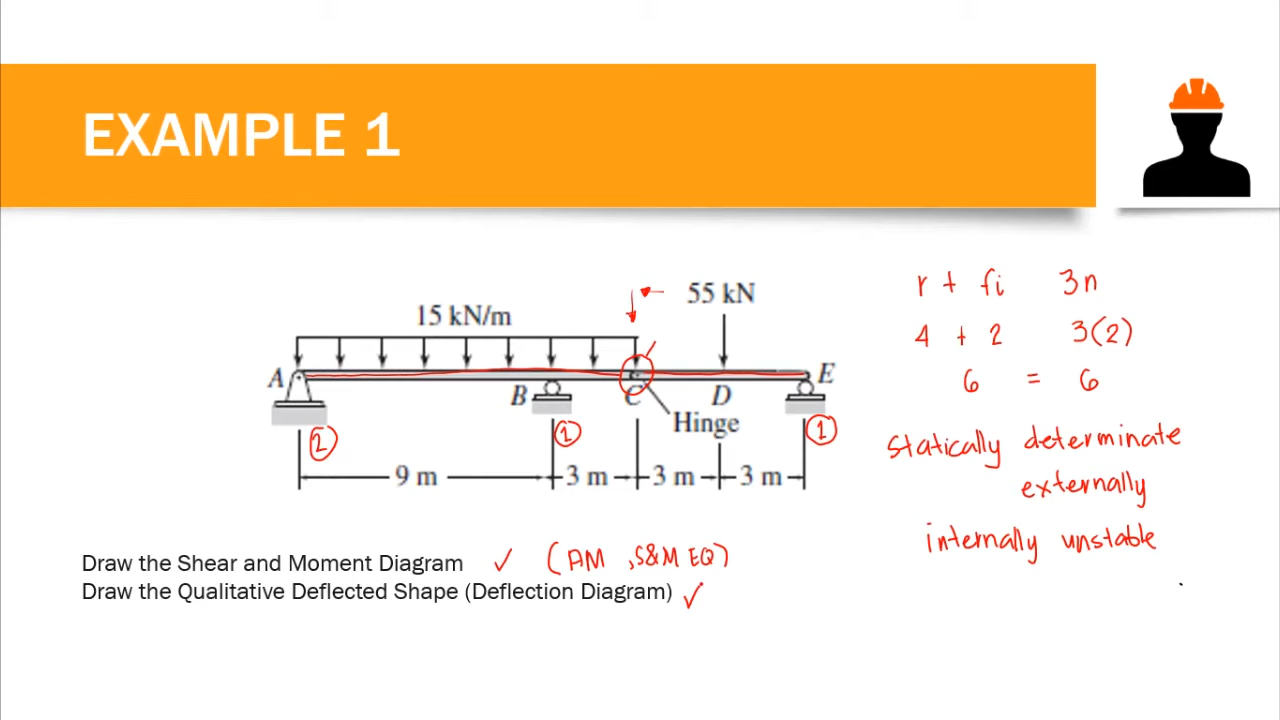 EXAMPLE 1
r + fi 3n
55 kN
15 kN/m
4 + 2 3(2)
A E
6 = 6
B C D
Hinge
2 1 1
statically determinate
externally
9 m 3 m 3 m 3 m
internally unstable
Draw the Shear and Moment Diagram ✓ (AM, S&M EQ)
Draw the Qualitative Deflected Shape (Deflection Diagram) ✓